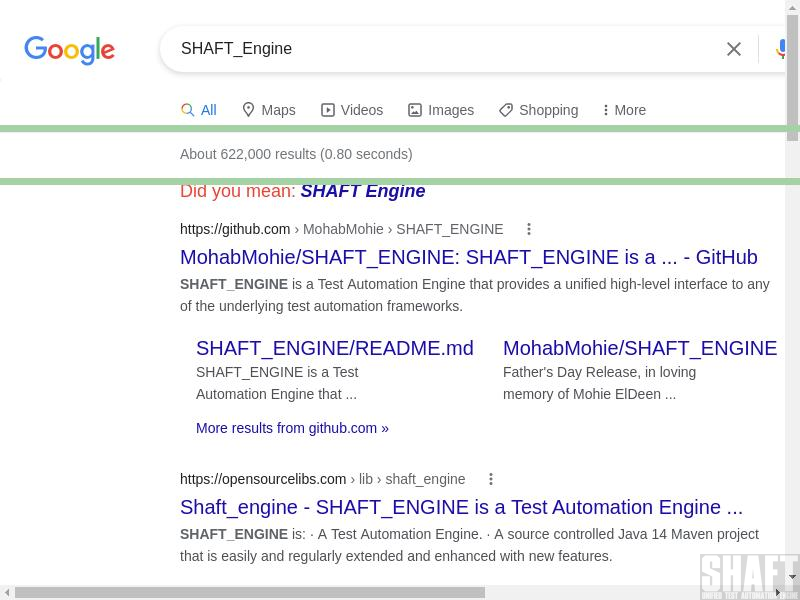 Google
SHAFT_Engine
All Maps Videos Images Shopping More
About 622,000 results (0.80 seconds)
Did you mean: SHAFT Engine
https://github.com › MohabMohie › SHAFT_ENGINE
MohabMohie/SHAFT_ENGINE: SHAFT_ENGINE is a ... - GitHub
SHAFT_ENGINE is a Test Automation Engine that provides a unified high-level interface to any
of the underlying test automation frameworks.
SHAFT_ENGINE/README.md
SHAFT_ENGINE is a Test
Automation Engine that ...
MohabMohie/SHAFT_ENGINE
Father's Day Release, in loving
memory of Mohie ElDeen ...
More results from github.com »
https://opensourcelibs.com › lib › shaft_engine
Shaft_engine - SHAFT_ENGINE is a Test Automation Engine ...
SHAFT_ENGINE is: · A Test Automation Engine. · A source controlled Java 14 Maven project
that is easily and regularly extended and enhanced with new features.
SHAFT